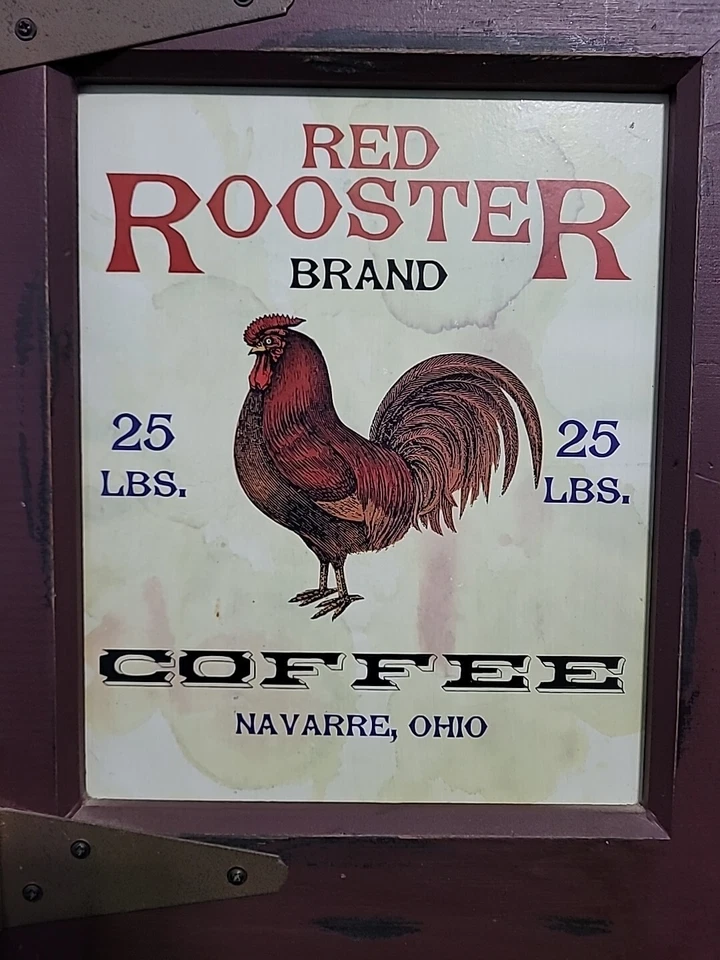 RED
ROOSTER
BRAND
25 25
LBS. LBS.
COFFEE
NAVARRE, OHIO